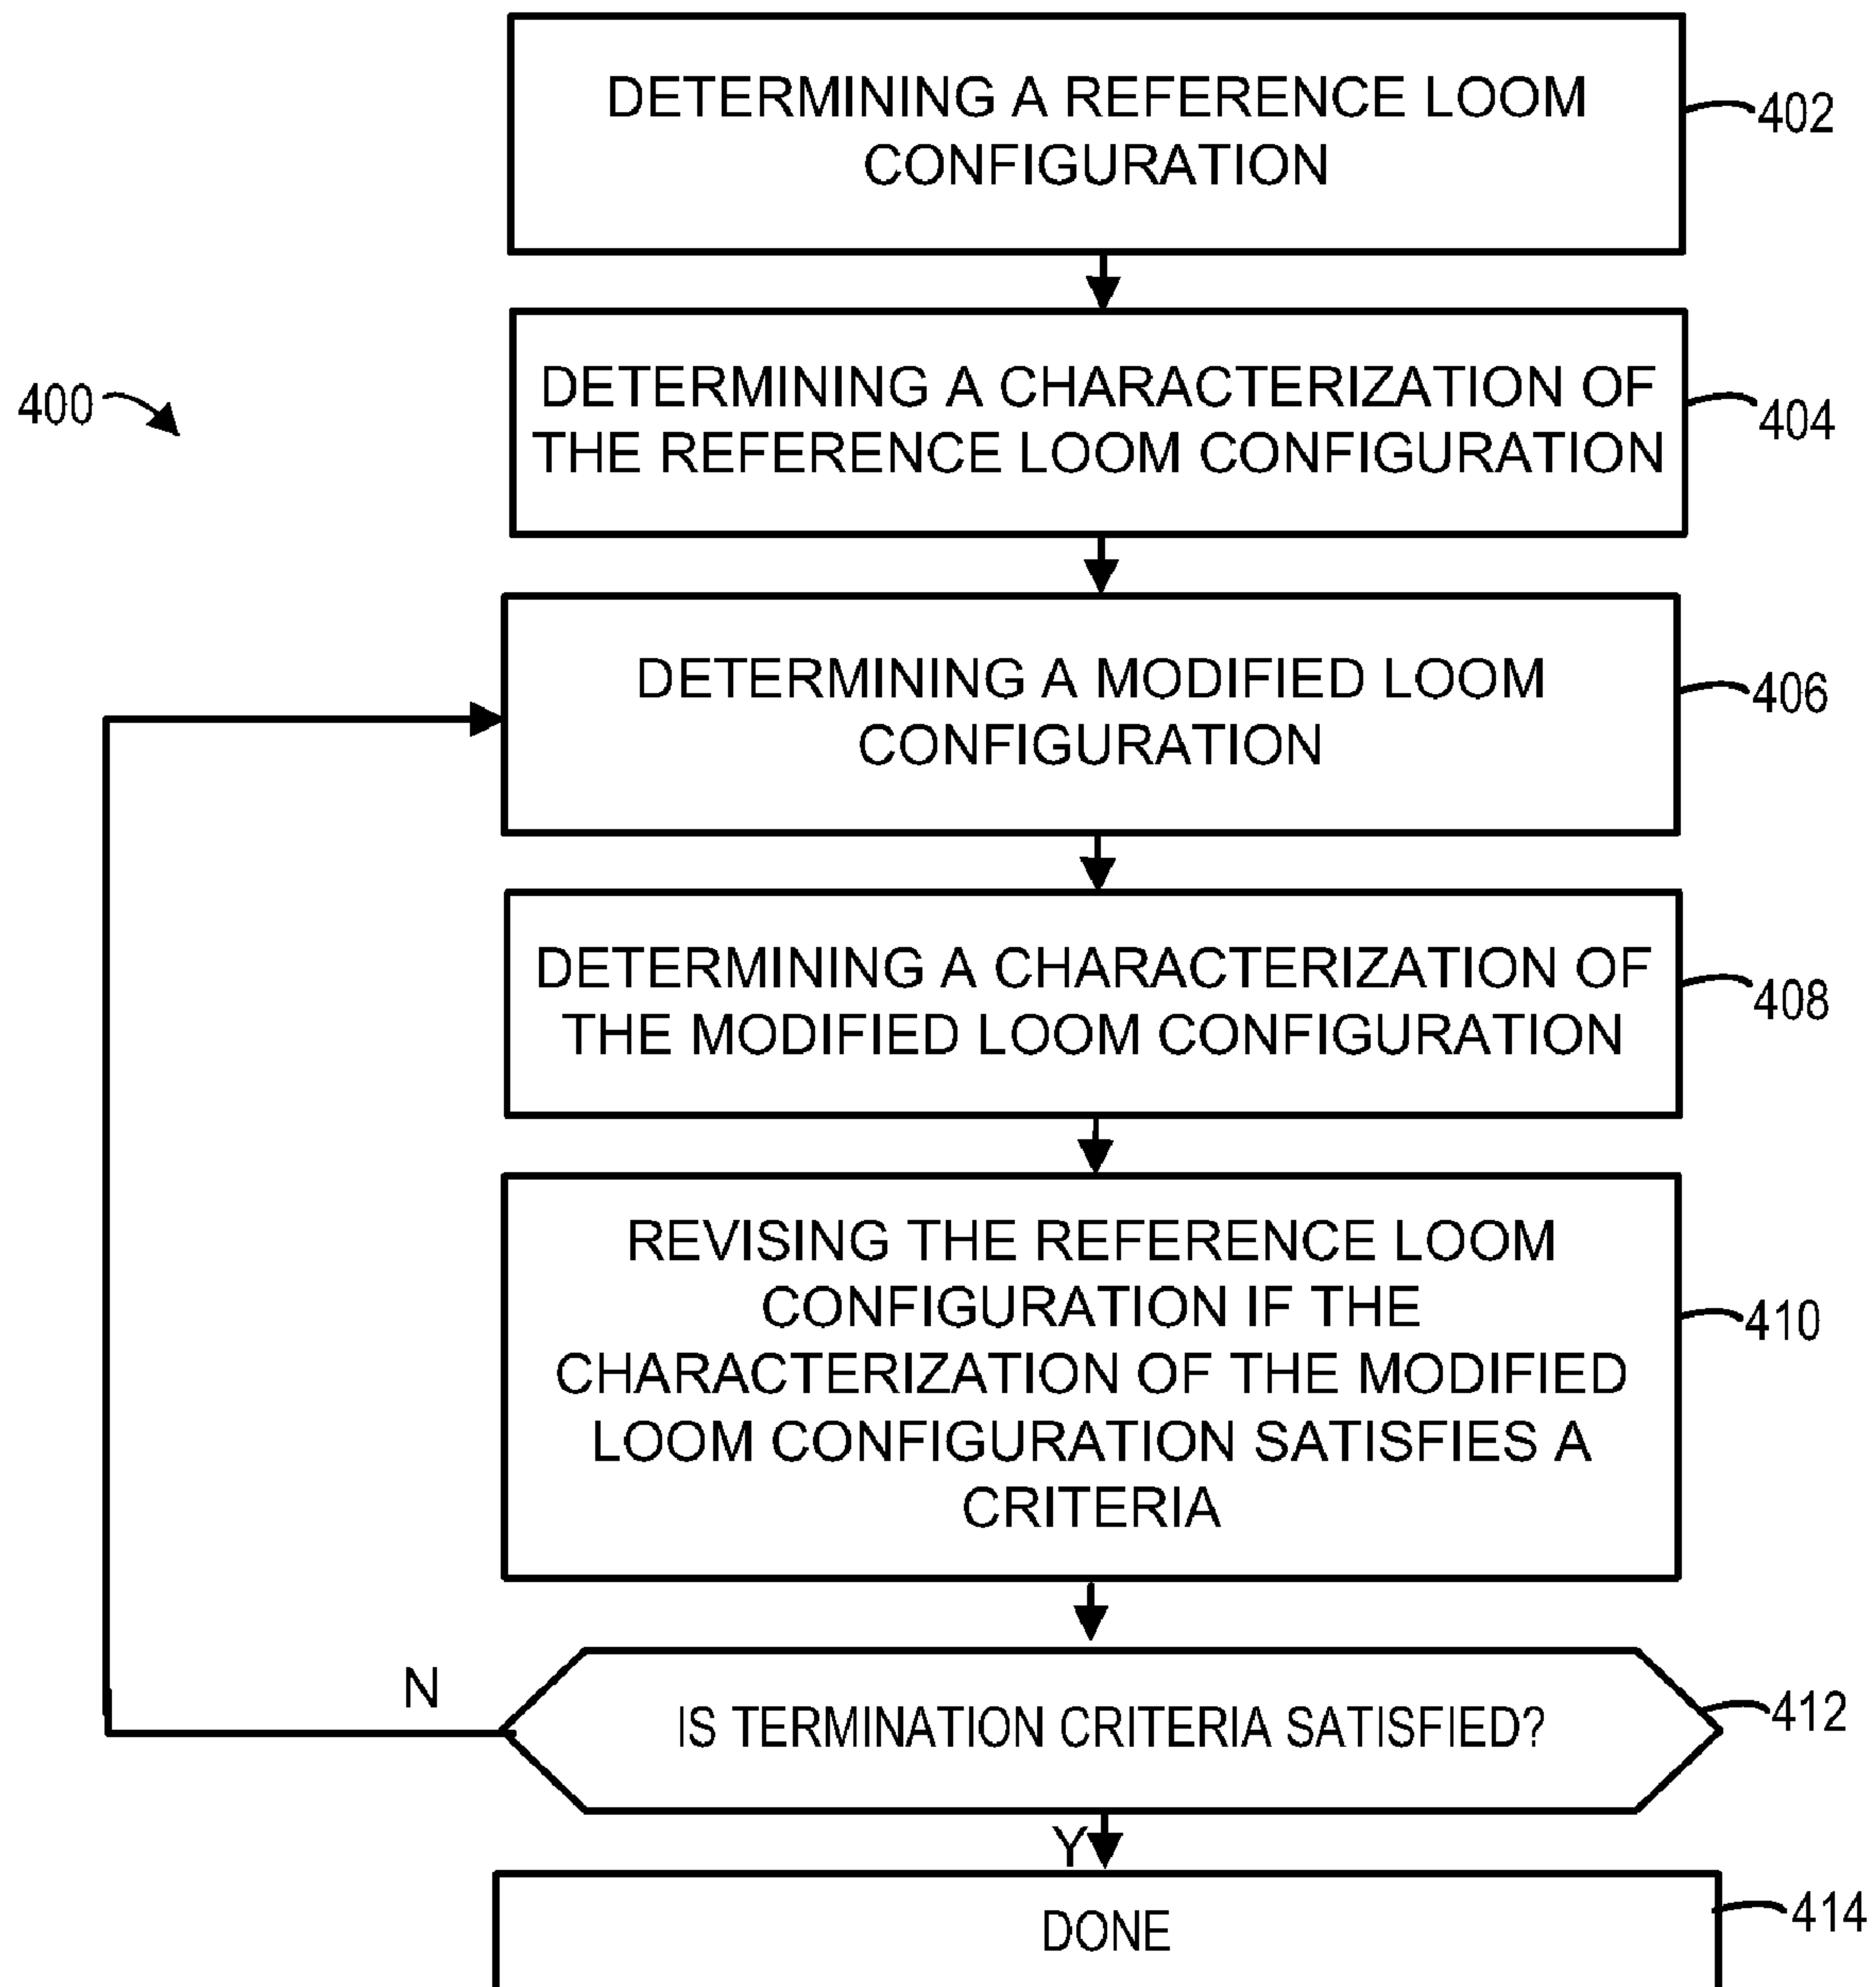 DETERMINING A REFERENCE LOOM
CONFIGURATION
402
400
DETERMINING A CHARACTERIZATION OF
THE REFERENCE LOOM CONFIGURATION
404
DETERMINING A MODIFIED LOOM
CONFIGURATION
406
DETERMINING A CHARACTERIZATION OF
THE MODIFIED LOOM CONFIGURATION
408
REVISING THE REFERENCE LOOM
CONFIGURATION IF THE
CHARACTERIZATION OF THE MODIFIED
LOOM CONFIGURATION SATISFIES A
CRITERIA
410
N
IS TERMINATION CRITERIA SATISFIED?
412
Y
DONE
414